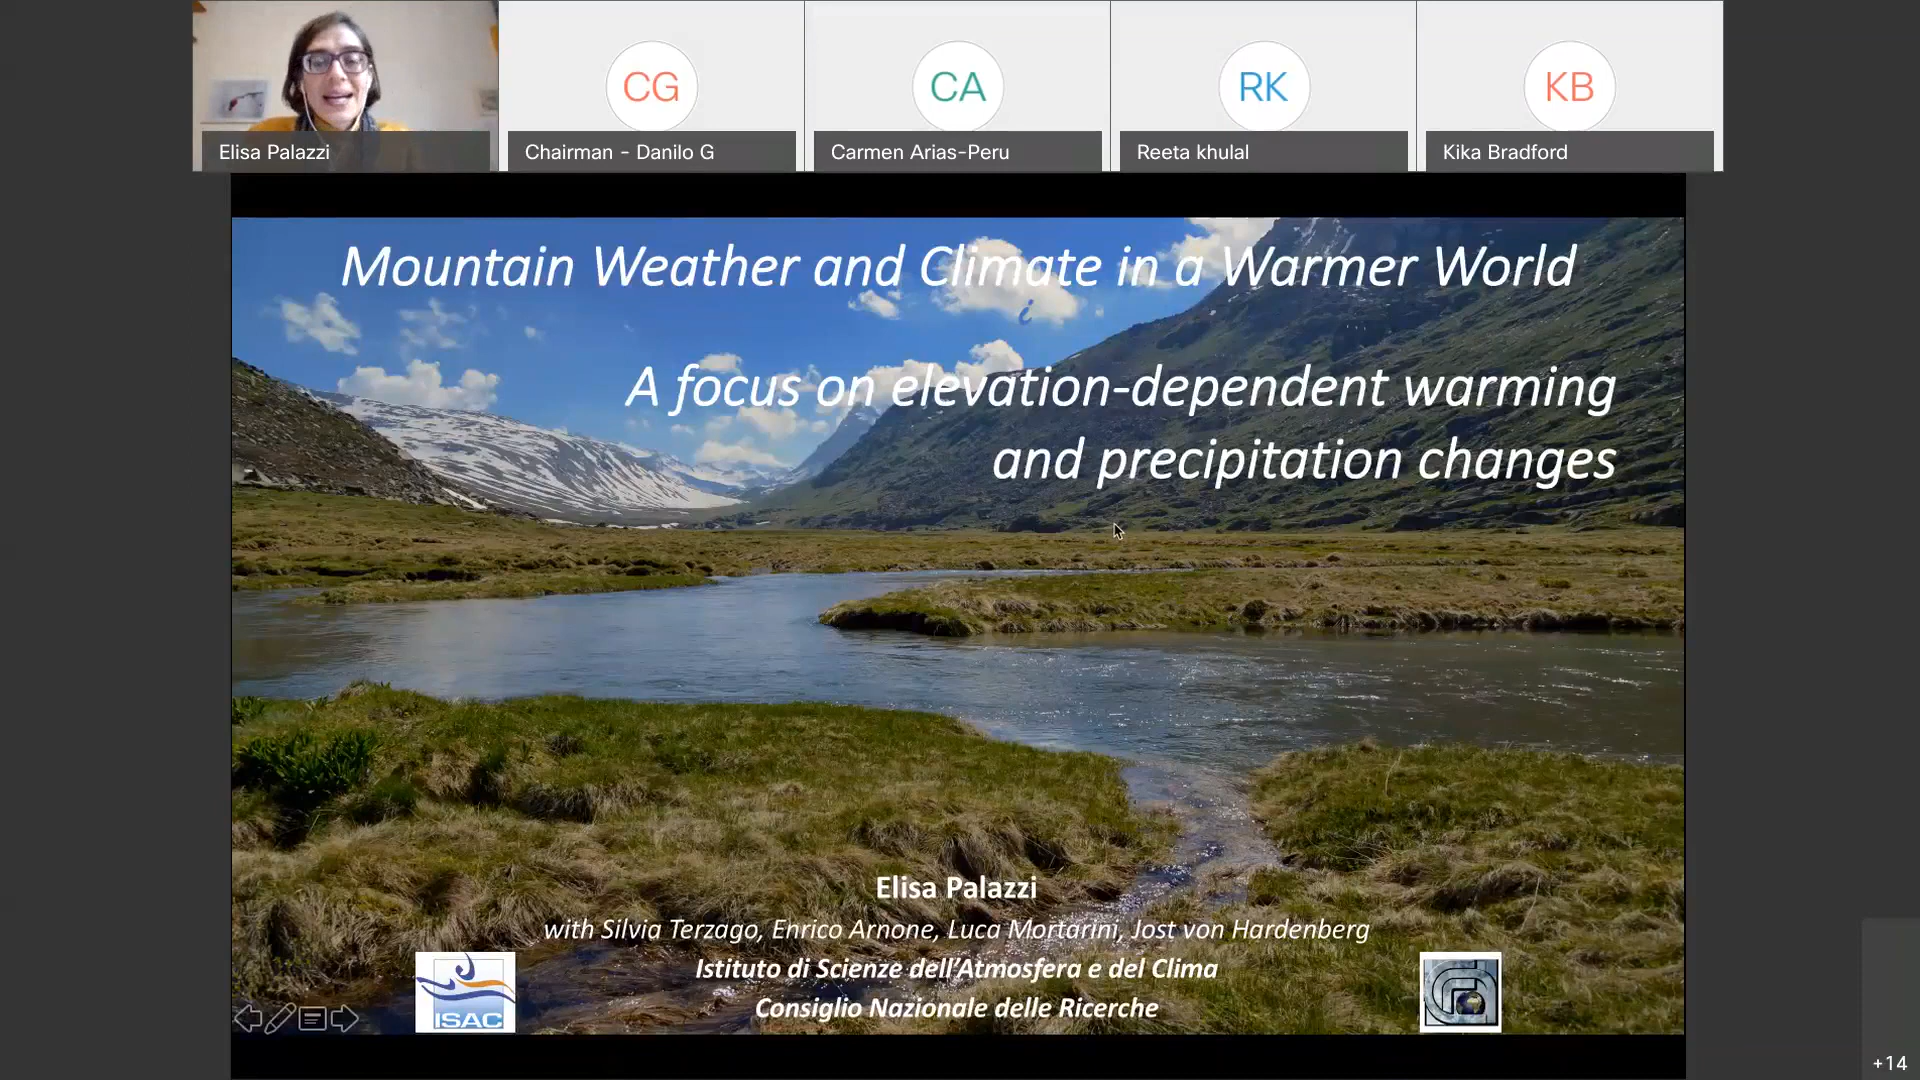 CG
CA
RK
KB
Elisa Palazzi
Chairman - Danilo G
Carmen Arias-Peru
Reeta khulal
Kika Bradford
Mountain Weather and Climate in a Warmer World
¿
A focus on elevation-dependent warming
and precipitation changes
Elisa Palazzi
with Silvia Terzago, Enrico Arnone, Luca Mortarini, Jost von Hardenberg
Istituto di Scienze dell’Atmosfera e del Clima
Consiglio Nazionale delle Ricerche
ISAC
+14